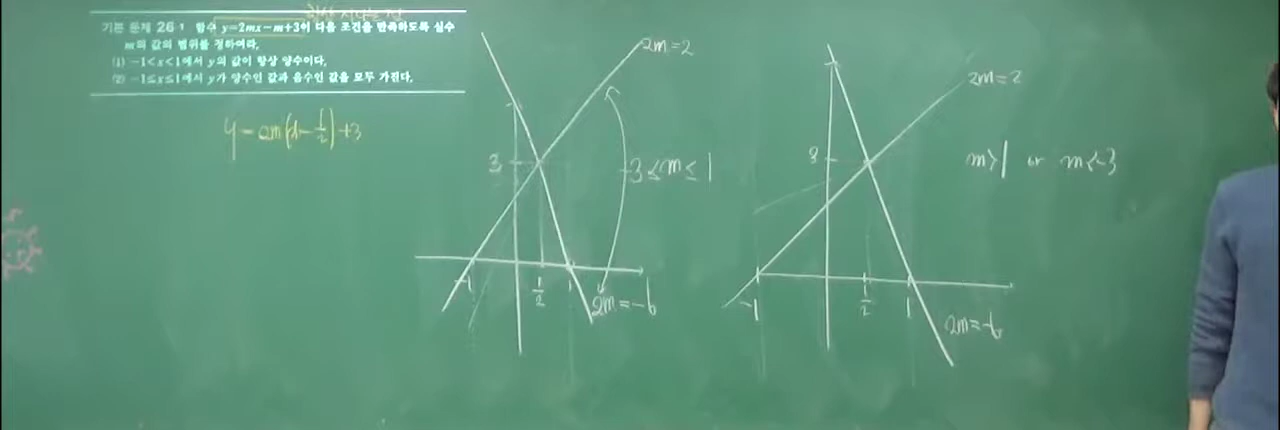 기본 문제 26-1 함수 y=2mx-m+3이 다음 조건을 만족하도록 실수
m의 값의 범위를 정하여라.
(1) -1<x<1에서 y의 값이 항상 양수이다.
(2) -1≤x≤1에서 y가 양수인 값과 음수인 값을 모두 가진다.
y=2m(x-1/2)+3
2m=2
3
-3≤m≤1
-1
1/2
1
2m=-6
2m=2
3
m>1 or m<-3
-1
1/2
1
2m=-6